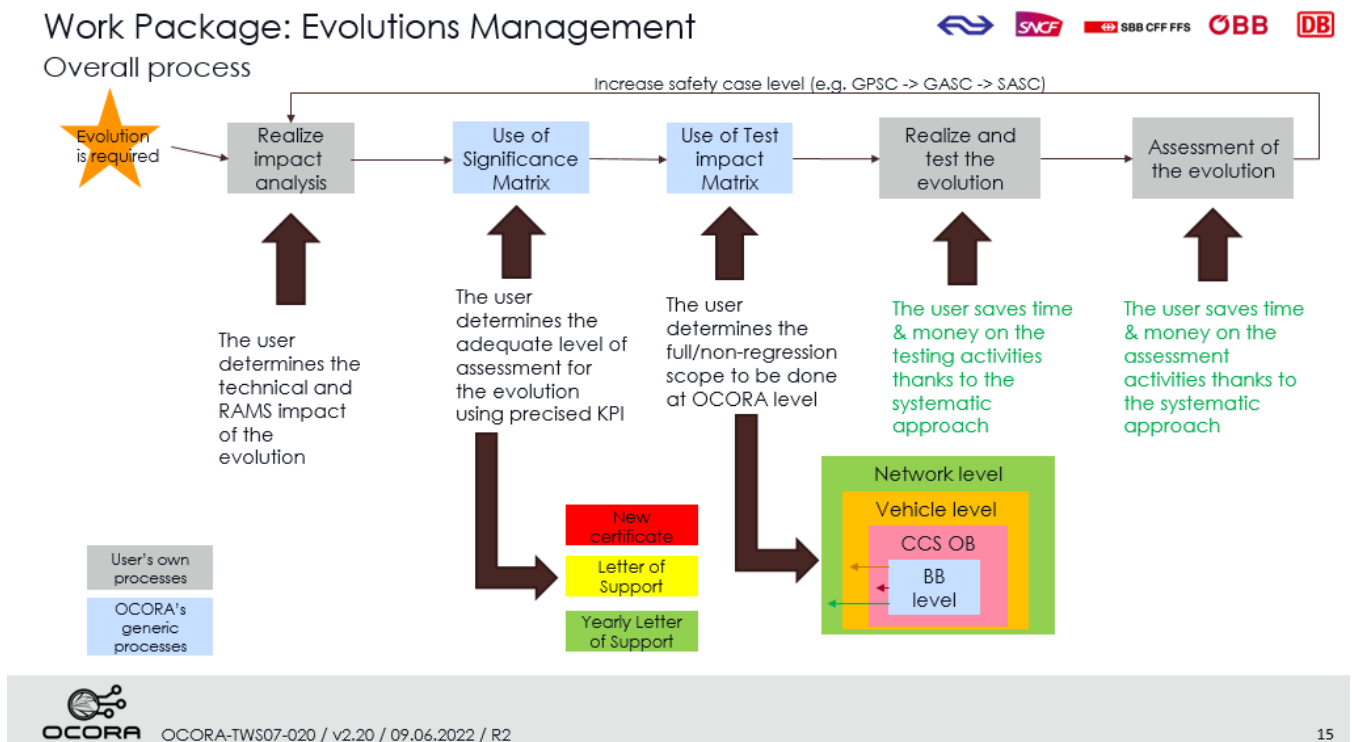 Work Package: Evolutions Management
SNCF
SBB CFF FFS
ÖBB
DB
Overall process
Increase safety case level (e.g. GPSC -> GASC -> SASC)
Evolution
is required
Realize
impact
analysis
Use of
Significance
Matrix
Use of Test
impact
Matrix
Realize and
test the
evolution
Assessment of
the evolution
The user
determines the
technical and
RAMS impact
of the
evolution
The user
determines the
adequate level of
assessment for
the evolution
using precised KPI
The user
determines the
full/non-regression
scope to be done
at OCORA level
The user saves time
& money on the
testing activities
thanks to the
systematic
approach
The user saves time
& money on the
assessment
activities thanks to
the systematic
approach
New
certificate
Letter of
Support
Yearly Letter
of Support
Network level
Vehicle level
CCS OB
BB
level
User's own
processes
OCORA's
generic
processes
OCORA
OCORA-TWS07-020 / v2.20 / 09.06.2022 / R2
15